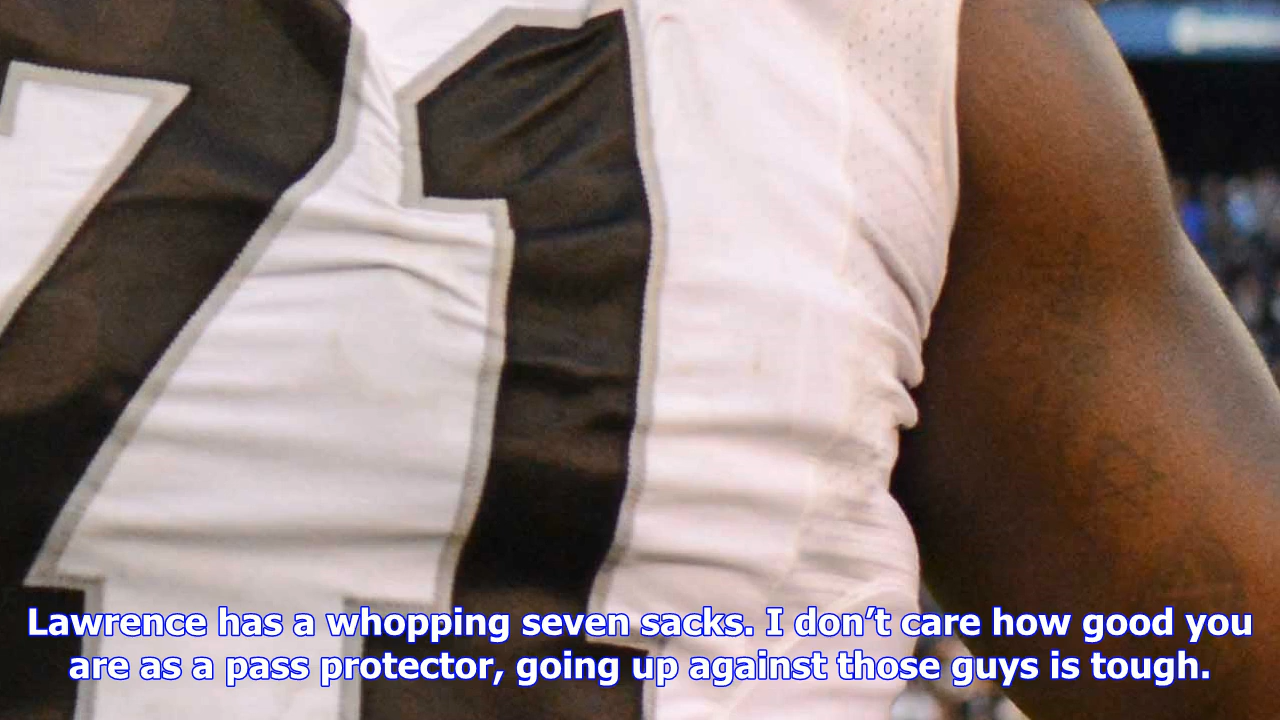 71
Lawrence has a whopping seven sacks. I don’t care how good you
are as a pass protector, going up against those guys is tough.